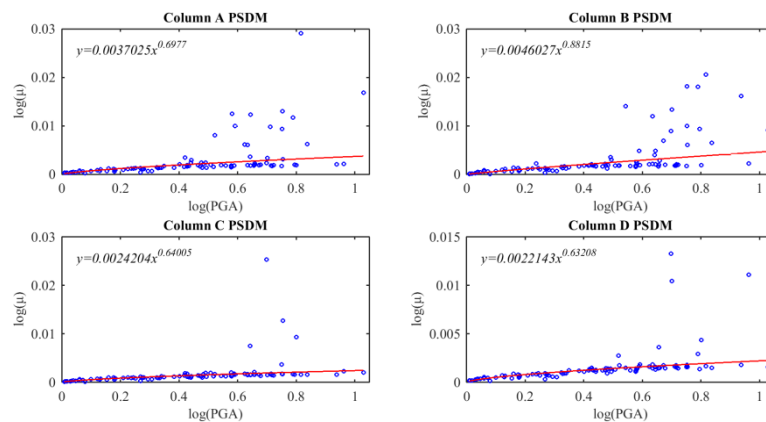 Column A PSDM
y=0.0037025x^0.6977
log(μ)
0.03
0.02
0.01
0
0 0.2 0.4 0.6 0.8 1
log(PGA)
Column B PSDM
y=0.0046027x^0.8815
log(μ)
0.03
0.02
0.01
0
0 0.2 0.4 0.6 0.8 1
log(PGA)
Column C PSDM
y=0.0024204x^0.64005
log(μ)
0.03
0.02
0.01
0
0 0.2 0.4 0.6 0.8 1
log(PGA)
Column D PSDM
y=0.0022143x^0.63208
log(μ)
0.015
0.01
0.005
0
0 0.2 0.4 0.6 0.8 1
log(PGA)